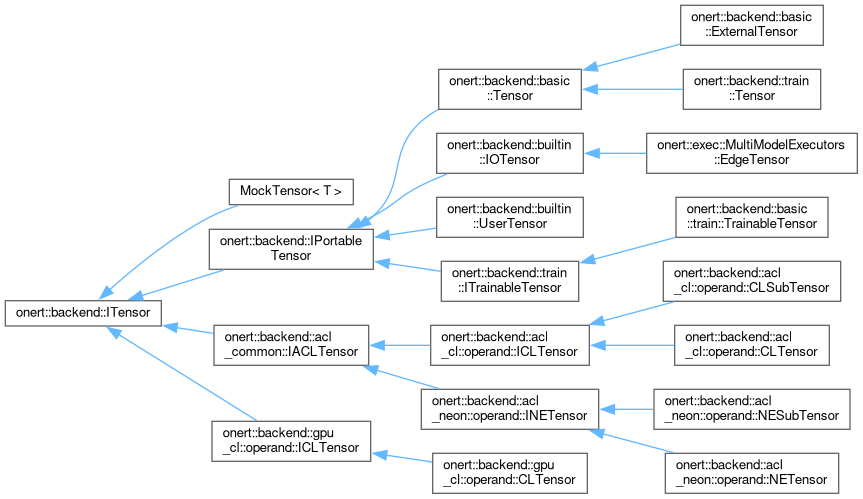 onert::backend::basic
::ExternalTensor
onert::backend::basic
::Tensor
onert::backend::train
::Tensor
onert::backend::builtin
::IOTensor
onert::exec::MultiModelExecutors
::EdgeTensor
MockTensor< T >
onert::backend::builtin
::UserTensor
onert::backend::basic
::train::TrainableTensor
onert::backend::IPortable
Tensor
onert::backend::train
::ITrainableTensor
onert::backend::acl
_cl::operand::CLSubTensor
onert::backend::ITensor
onert::backend::acl
_common::IACLTensor
onert::backend::acl
_cl::operand::ICLTensor
onert::backend::acl
_cl::operand::CLTensor
onert::backend::acl
_neon::operand::INETensor
onert::backend::acl
_neon::operand::NESubTensor
onert::backend::gpu
_cl::operand::ICLTensor
onert::backend::gpu
_cl::operand::CLTensor
onert::backend::acl
_neon::operand::NETensor